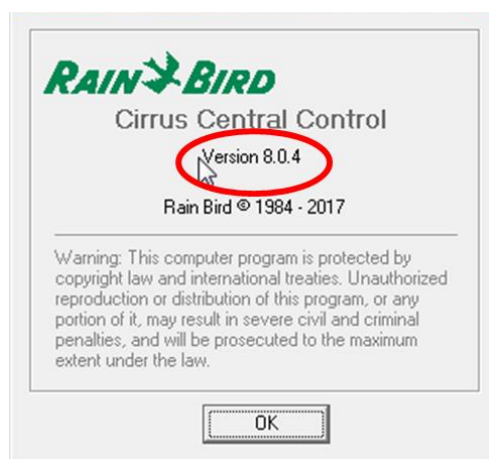 RAIN BIRD
Cirrus Central Control
Version 8.0.4
Rain Bird © 1984 - 2017
Warning: This computer program is protected by
copyright law and international treaties. Unauthorized
reproduction or distribution of this program, or any
portion of it, may result in severe civil and criminal
penalties, and will be prosecuted to the maximum
extent under the law.
OK